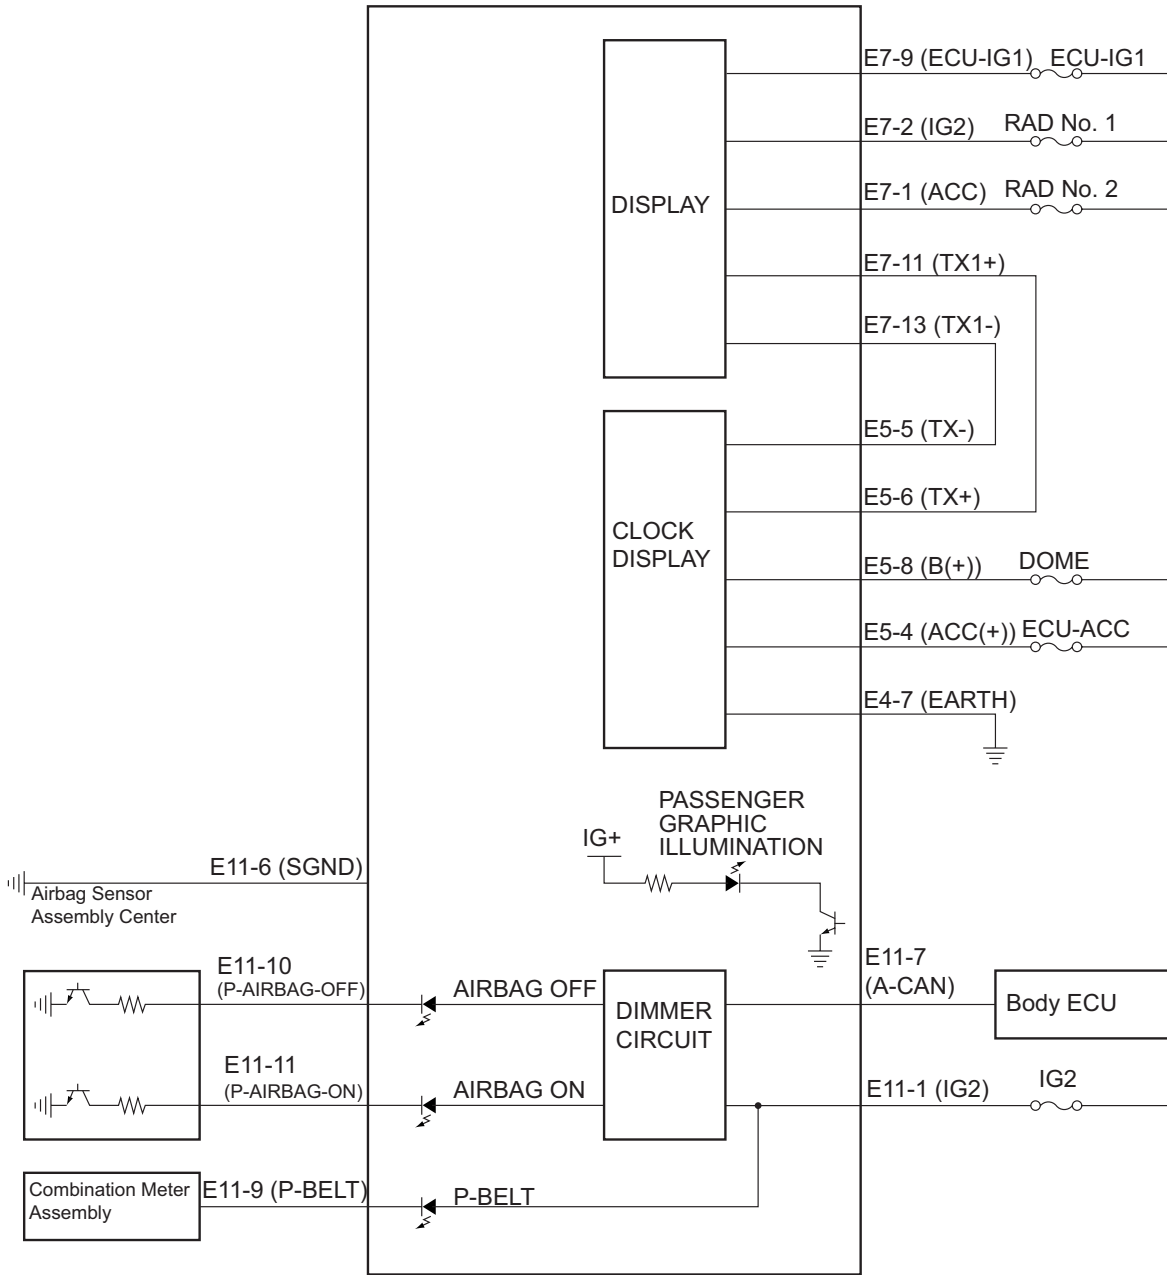 E7-9 (ECU-IG1) ECU-IG1
E7-2 (IG2) RAD No. 1
DISPLAY
E7-1 (ACC) RAD No. 2
E7-11 (TX1+)
E7-13 (TX1-)
E5-5 (TX-)
E5-6 (TX+)
CLOCK
DISPLAY
E5-8 (B(+)) DOME
E5-4 (ACC(+)) ECU-ACC
E4-7 (EARTH)
PASSENGER
GRAPHIC
ILLUMINATION
IG+
E11-6 (SGND)
Airbag Sensor
Assembly Center
E11-10
(P-AIRBAG-OFF)
AIRBAG OFF
DIMMER
CIRCUIT
E11-7
(A-CAN)
Body ECU
E11-11
(P-AIRBAG-ON)
AIRBAG ON
E11-1 (IG2) IG2
Combination Meter
Assembly
E11-9 (P-BELT)
P-BELT